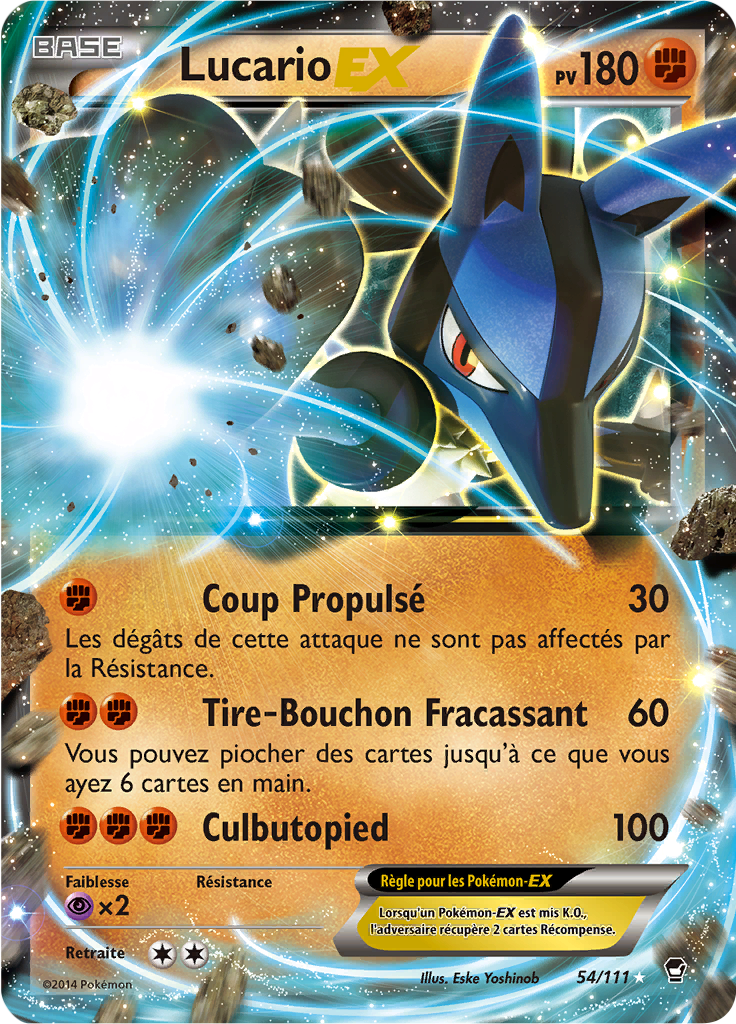 BASE
Lucario EX
PV 180
Coup Propulsé 30
Les dégâts de cette attaque ne sont pas affectés par
la Résistance.
Tire-Bouchon Fracassant 60
Vous pouvez piocher des cartes jusqu'à ce que vous
ayez 6 cartes en main.
Culbutopied 100
Faiblesse Résistance
×2
Règle pour les Pokémon-EX
Lorsqu'un Pokémon-EX est mis K.O.,
l'adversaire récupère 2 cartes Récompense.
Retraite
©2014 Pokémon
Illus. Eske Yoshinob
54/111